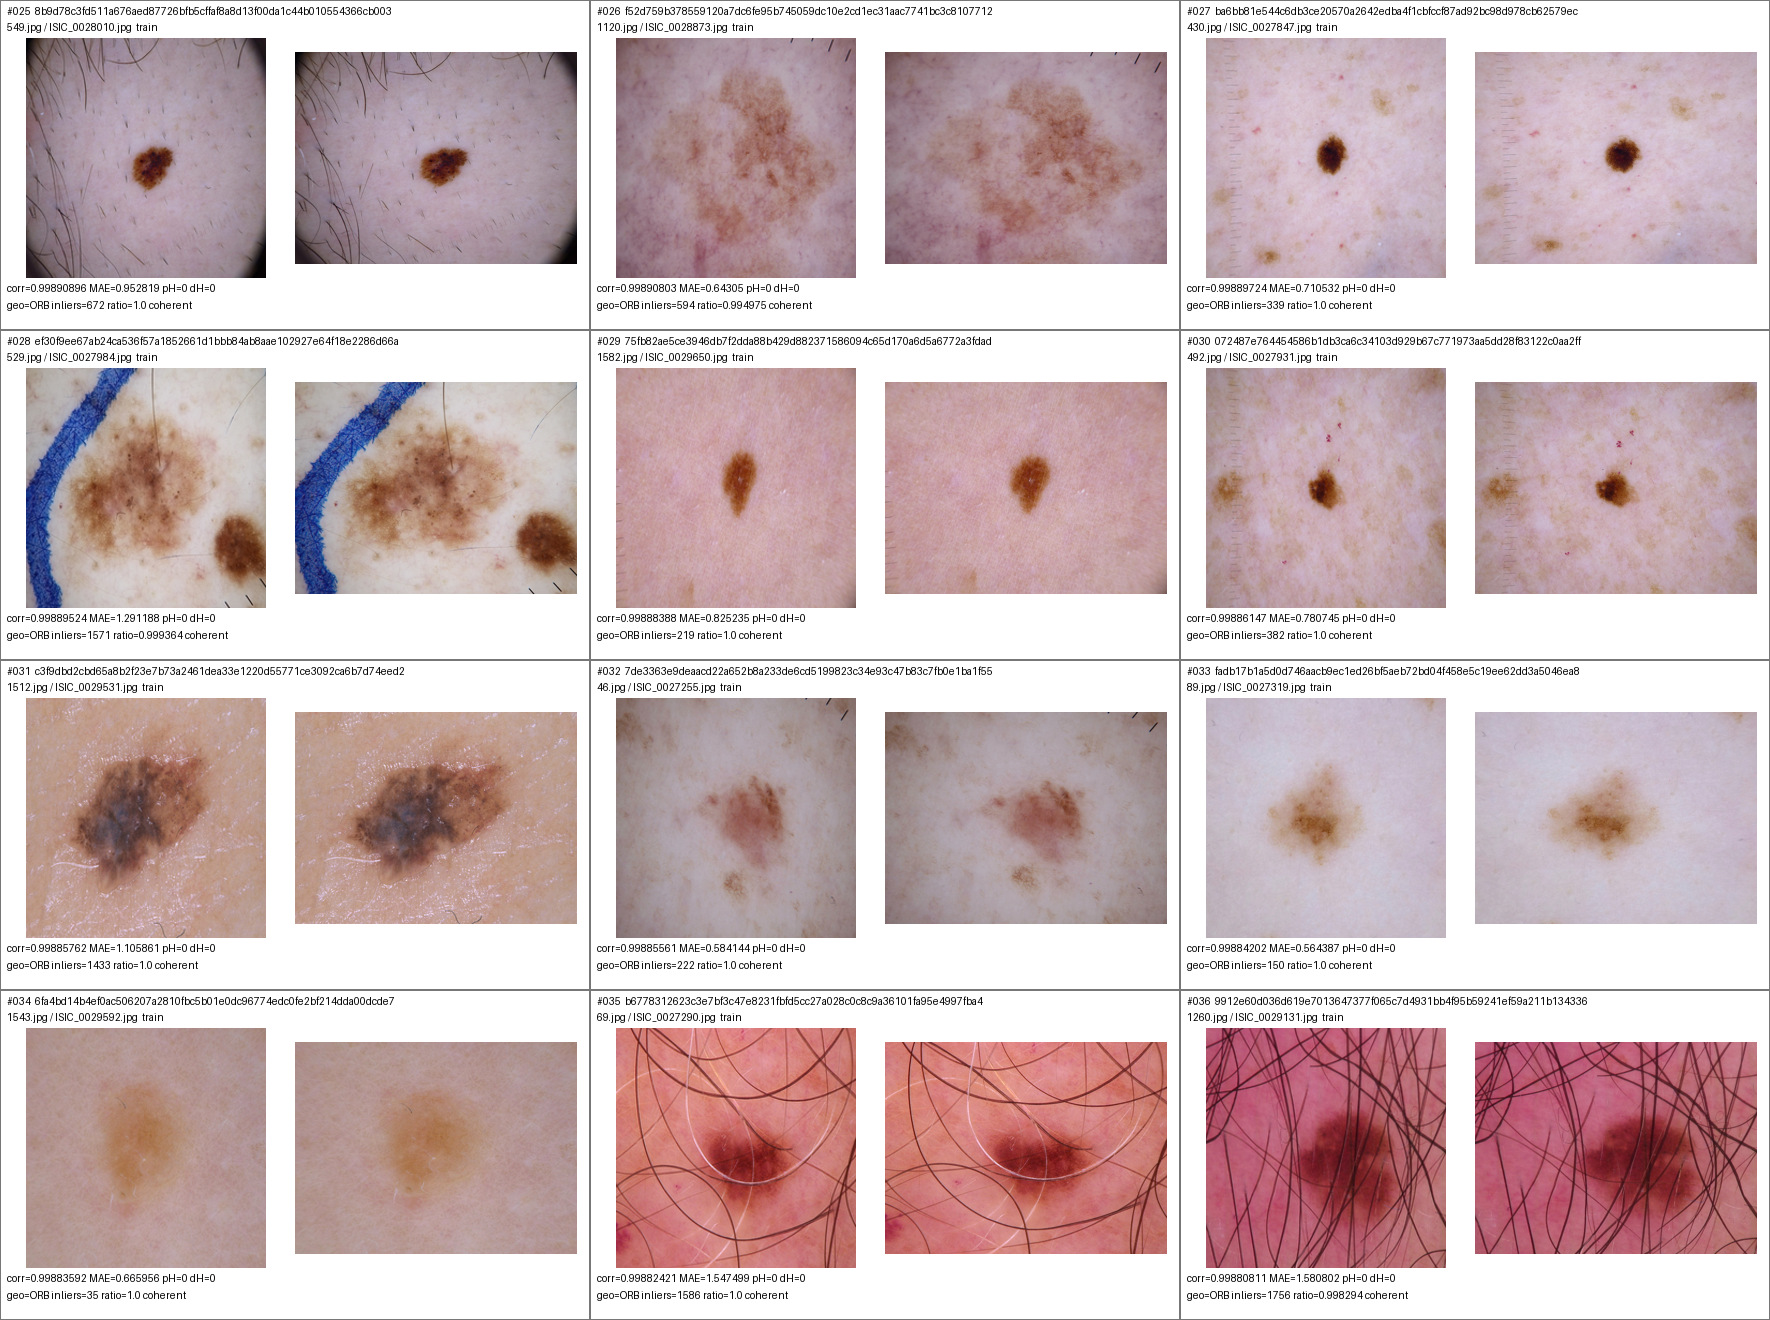 #025 8b9d78c3fd511a676aed87726bfb5cffaf8a8d13f00da1c44b010554366cb003
549.jpg / ISIC_0028010.jpg train
corr=0.99890896 MAE=0.952819 pH=0 dH=0
geo=ORB inliers=672 ratio=1.0 coherent
#026 f52d759b378559120a7dc6fe95b745059dc10e2cd1ec31aac7741bc3c8107712
1120.jpg / ISIC_0028873.jpg train
corr=0.99890803 MAE=0.64305 pH=0 dH=0
geo=ORB inliers=594 ratio=0.994975 coherent
#027 ba6bb81e544c6db3ce20570a2642edba4f1cbfccf87ad92bc98d978cb62579ec
430.jpg / ISIC_0027847.jpg train
corr=0.99889724 MAE=0.710532 pH=0 dH=0
geo=ORB inliers=339 ratio=1.0 coherent
#028 ef30f9ee67ab24ca536f57a1852661d1bbb84ab8aae102927e64f18e2286d66a
529.jpg / ISIC_0027984.jpg train
corr=0.99889524 MAE=1.291188 pH=0 dH=0
geo=ORB inliers=1571 ratio=0.999364 coherent
#029 75fb82ae5ce3946db7f2dda88b429d882371586094c65d170a6d5a6772a3fdad
1582.jpg / ISIC_0029650.jpg train
corr=0.99888388 MAE=0.825235 pH=0 dH=0
geo=ORB inliers=219 ratio=1.0 coherent
#030 072487e764454586b1db3ca6c34103d929b67c771973aa5dd28f83122c0aa2ff
492.jpg / ISIC_0027931.jpg train
corr=0.99886147 MAE=0.780745 pH=0 dH=0
geo=ORB inliers=382 ratio=1.0 coherent
#031 c3f9dbd2cbd65a8b2f23e7b73a2461dea33e1220d55771ce3092ca6b7d74eed2
1512.jpg / ISIC_0029531.jpg train
corr=0.99885762 MAE=1.105861 pH=0 dH=0
geo=ORB inliers=1433 ratio=1.0 coherent
#032 7de3363e9deaacd22a652b8a233de6cd5199823c34e93c47b83c7fb0e1ba1f55
46.jpg / ISIC_0027255.jpg train
corr=0.99885561 MAE=0.584144 pH=0 dH=0
geo=ORB inliers=222 ratio=1.0 coherent
#033 fadb17b1a5d0d746aacb9ec1ed26bf5aeb72bd04f458e5c19ee62dd3a5046ea8
89.jpg / ISIC_0027319.jpg train
corr=0.99884202 MAE=0.564387 pH=0 dH=0
geo=ORB inliers=150 ratio=1.0 coherent
#034 6fa4bd14b4ef0ac506207a2810fbc5b01e0dc96774edc0fe2bf214dda00dcde7
1543.jpg / ISIC_0029592.jpg train
corr=0.99883592 MAE=0.665956 pH=0 dH=0
geo=ORB inliers=35 ratio=1.0 coherent
#035 b6778312623c3e7bf3c47e8231fbfd5cc27a028c0c8c9a36101fa95e4997fba4
69.jpg / ISIC_0027290.jpg train
corr=0.99882421 MAE=1.547499 pH=0 dH=0
geo=ORB inliers=1586 ratio=1.0 coherent
#036 9912e60d036d619e7013647377f065c7d4931bb4f95b59241ef59a211b134336
1260.jpg / ISIC_0029131.jpg train
corr=0.99880811 MAE=1.580802 pH=0 dH=0
geo=ORB inliers=1756 ratio=0.998294 coherent